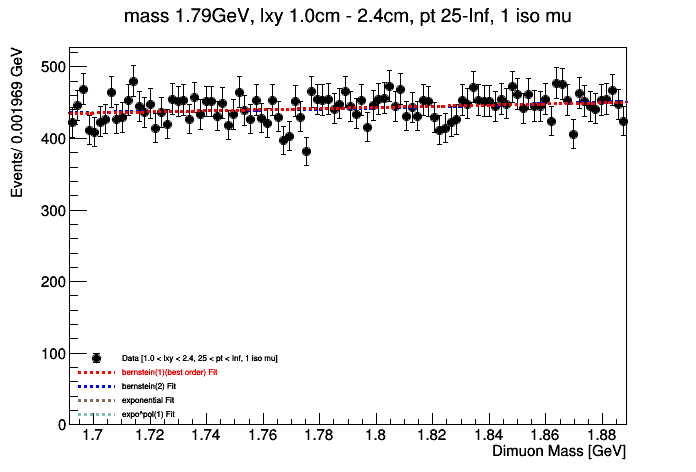 mass 1.79GeV, lxy 1.0cm - 2.4cm, pt 25-Inf, 1 iso mu
Events/ 0.001969 GeV
500
400
300
200
100
0
Data [1.0 < lxy < 2.4, 25 < pt < Inf, 1 iso mu]
bernstein(1)(best order) Fit
bernstein(2) Fit
exponential Fit
expo^pol(1) Fit
1.7 1.72 1.74 1.76 1.78 1.8 1.82 1.84 1.86 1.88
Dimuon Mass [GeV]